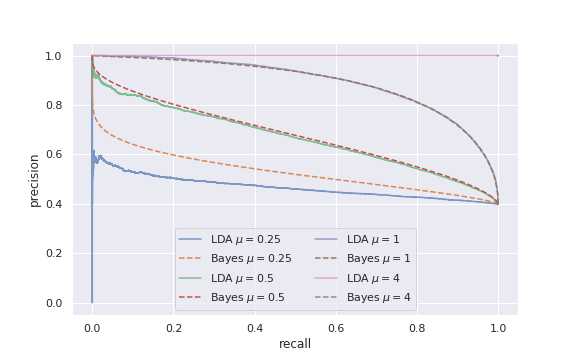 precision
1.0
0.8
0.6
0.4
0.2
0.0
LDA μ = 0.25
Bayes μ = 0.25
LDA μ = 0.5
Bayes μ = 0.5
LDA μ = 1
Bayes μ = 1
LDA μ = 4
Bayes μ = 4
0.0 0.2 0.4 0.6 0.8 1.0
recall